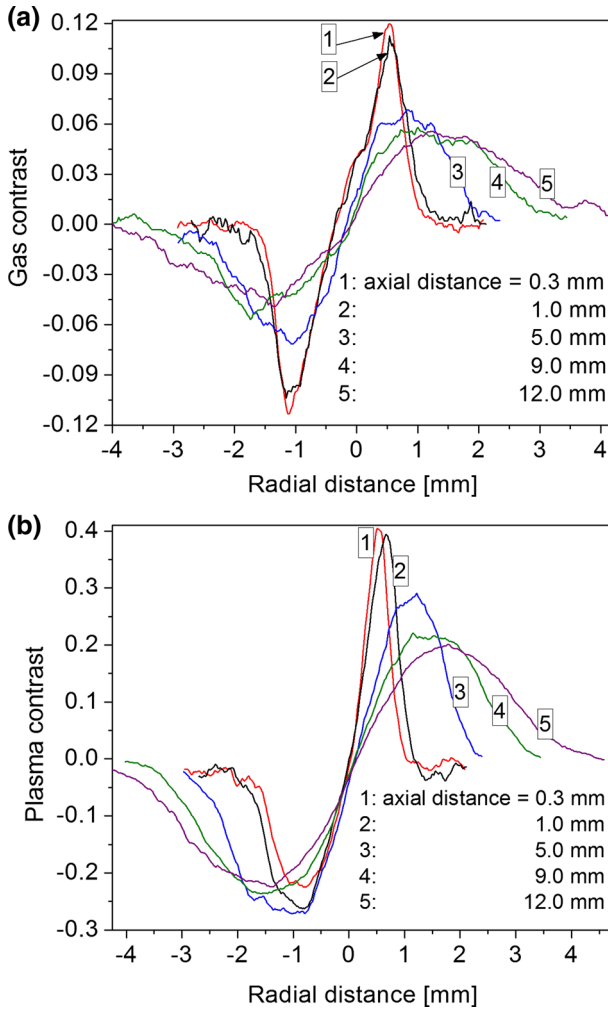 (a)
0.12
0.09
0.06
0.03
0.00
-0.03
-0.06
-0.09
-0.12
Gas contrast
1
2
3
4
5
1: axial distance = 0.3 mm
2: 1.0 mm
3: 5.0 mm
4: 9.0 mm
5: 12.0 mm
-4 -3 -2 -1 0 1 2 3 4
Radial distance [mm]
(b)
0.4
0.3
0.2
0.1
0.0
-0.1
-0.2
-0.3
Plasma contrast
1
2
3
4
5
1: axial distance = 0.3 mm
2: 1.0 mm
3: 5.0 mm
4: 9.0 mm
5: 12.0 mm
-4 -3 -2 -1 0 1 2 3 4
Radial distance [mm]